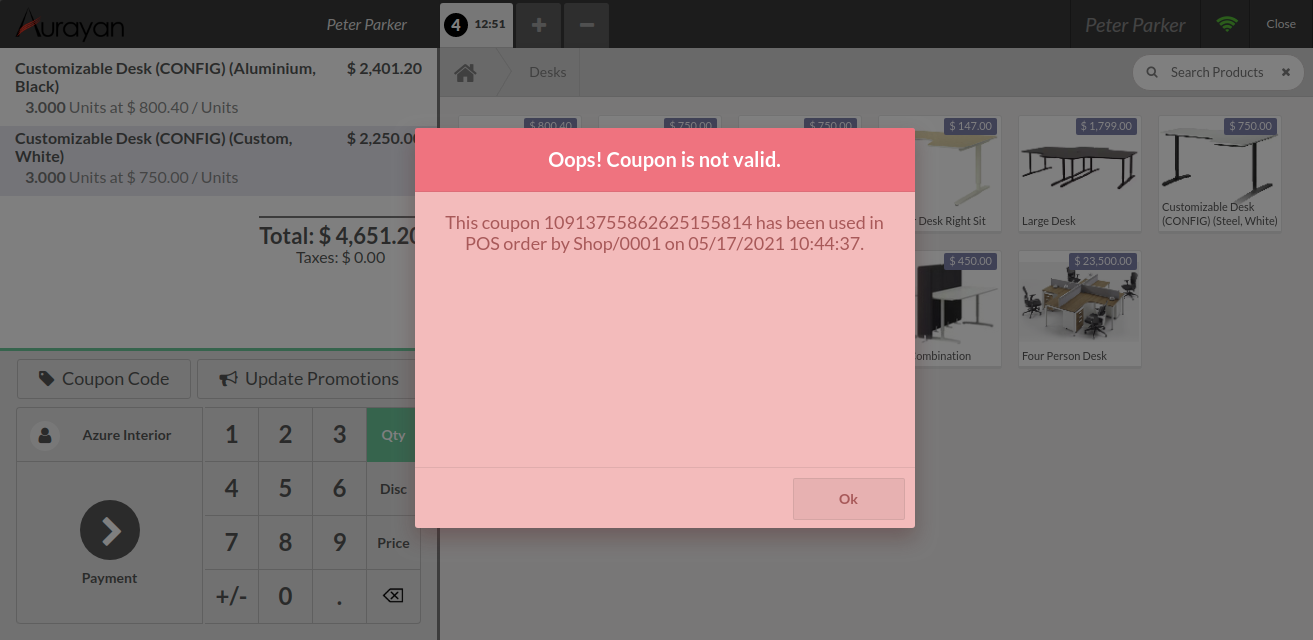 Aurayan
Peter Parker
4 12:51
Peter Parker
Close
Customizable Desk (CONFIG) (Aluminium, Black) $ 2,401.20
3.000 Units at $ 800.40 / Units
Customizable Desk (CONFIG) (Custom, White) $ 2,250.00
3.000 Units at $ 750.00 / Units
Total: $ 4,651.20
Taxes: $ 0.00
Coupon Code
Update Promotions
Azure Interior
Payment
1 2 3 Qty
4 5 6 Disc
7 8 9 Price
+/- 0 .
Desks
Search Products
$ 800.40
$ 750.00
$ 750.00
$ 147.00
Desk Right Sit
$ 1,799.00
Large Desk
$ 750.00
Customizable Desk
(CONFIG) (Steel, White)
$ 450.00
ombination
$ 23,500.00
Four Person Desk
Oops! Coupon is not valid.
This coupon 10913755862625155814 has been used in
POS order by Shop/0001 on 05/17/2021 10:44:37.
Ok